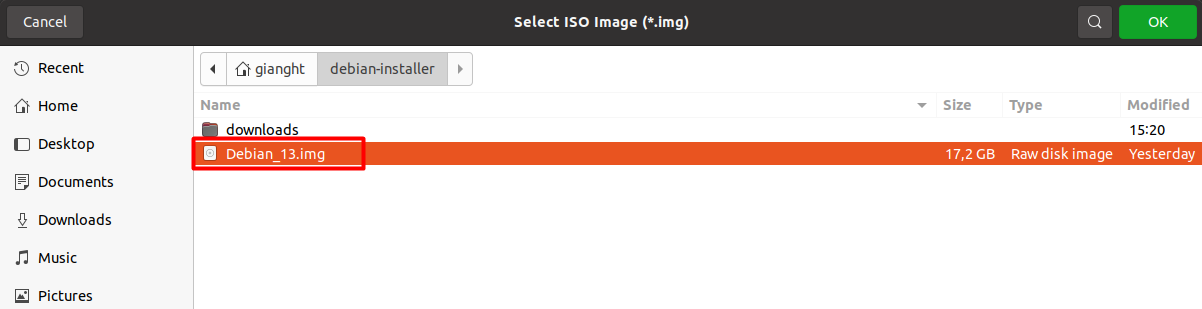 Cancel Select ISO Image (*.img) OK
Recent
Home
Desktop
Documents
Downloads
Music
Pictures
gianght debian-installer
Name Size Type Modified
downloads 15:20
Debian_13.img 17,2 GB Raw disk image Yesterday